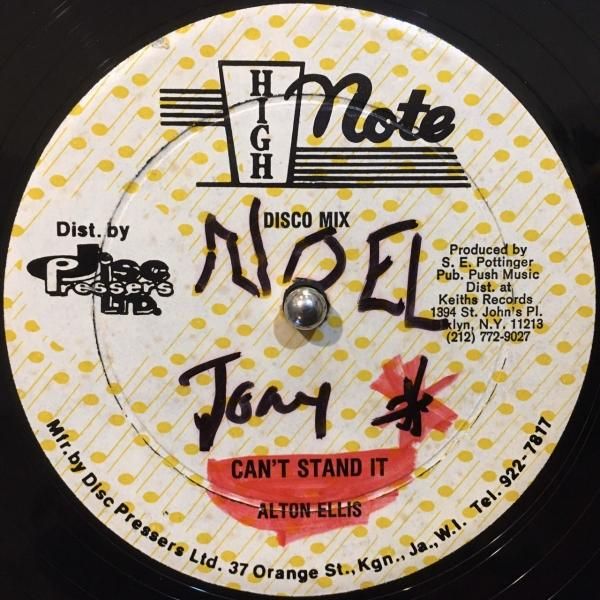 HIGH Note
DISCO MIX
NOEL
Dist. by
Disc Pressers LTD.
Produced by
S. E. Pottinger
Pub. Push Music
Dist. at
Keiths Records
1394 St. John's Pl.
klyn, N.Y. 11213
(212) 772-9027
CAN'T STAND IT
ALTON ELLIS
Mfr. by Disc Pressers Ltd. 37 Orange St., Kgn., Ja., W.I. Tel. 922-7817